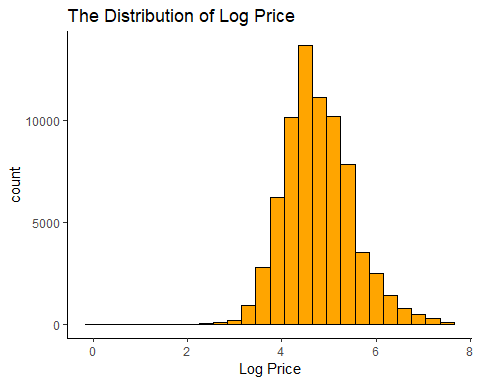 The Distribution of Log Price
10000
5000
0
count
0 2 4 6 8
Log Price